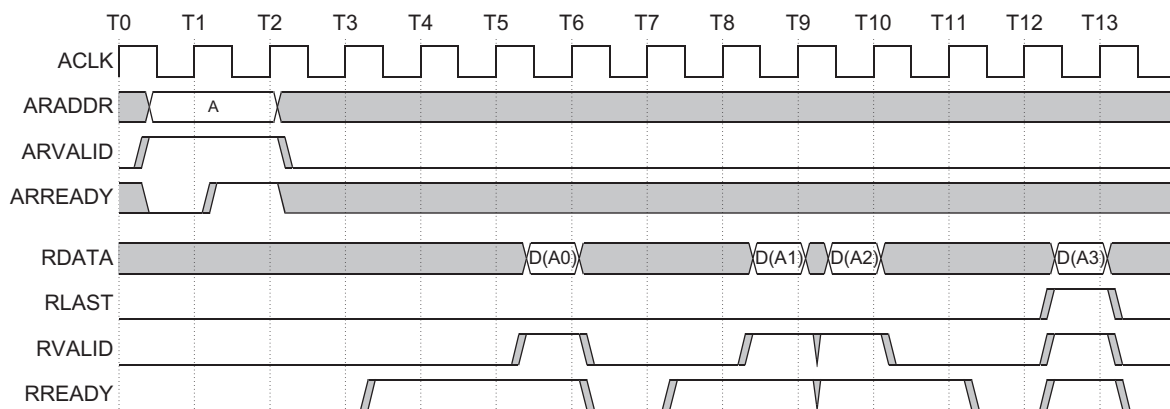 T0 T1 T2 T3 T4 T5 T6 T7 T8 T9 T10 T11 T12 T13
ACLK
ARADDR A
ARVALID
ARREADY
RDATA D(A0) D(A1) D(A2) D(A3)
RLAST
RVALID
RREADY